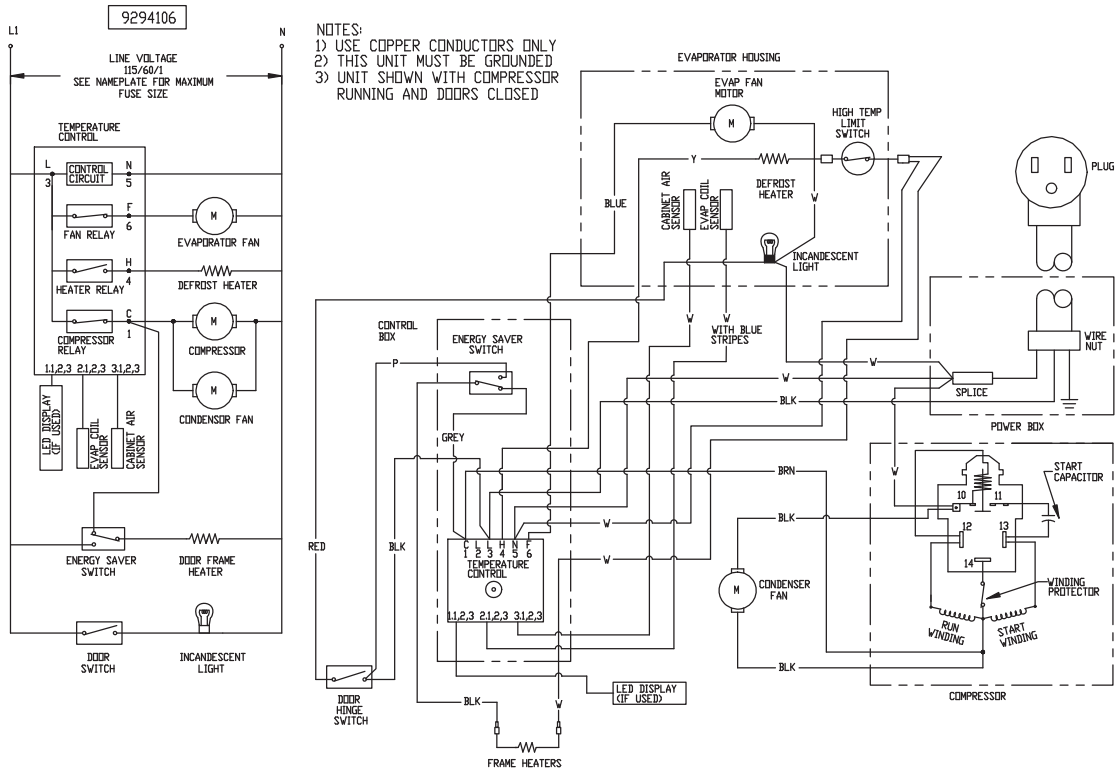 9294106
L1
N
LINE VOLTAGE
115/60/1
SEE NAMEPLATE FOR MAXIMUM
FUSE SIZE
NOTES:
1) USE COPPER CONDUCTORS ONLY
2) THIS UNIT MUST BE GROUNDED
3) UNIT SHOWN WITH COMPRESSOR
RUNNING AND DOORS CLOSED
TEMPERATURE
CONTROL
L
3
CONTROL
CIRCUIT
N
5
FAN RELAY
F
6
M
EVAPORATOR FAN
HEATER RELAY
H
4
DEFROST HEATER
COMPRESSOR
RELAY
C
1
M
COMPRESSOR
M
CONDENSOR FAN
1.1,2,3 2.1,2,3 3.1,2,3
LED DISPLAY
(IF USED)
EVAP COIL
SENSOR
CABINET AIR
SENSOR
ENERGY SAVER
SWITCH
DOOR FRAME
HEATER
DOOR
SWITCH
INCANDESCENT
LIGHT
EVAPORATOR HOUSING
EVAP FAN
MOTOR
M
HIGH TEMP
LIMIT
SWITCH
Y
DEFROST
HEATER
BLUE
CABINET AIR
SENSOR
EVAP COIL
SENSOR
W
INCANDESCENT
LIGHT
W
W
WITH BLUE
STRIPES
PLUG
WIRE
NUT
SPLICE
POWER BOX
W
W
BLK
CONTROL
BOX
ENERGY SAVER
SWITCH
P
GREY
BRN
W
W
RED
BLK
C L L H N F
1 2 3 4 5 6
TEMPERATURE
CONTROL
1.1,2,3 2.1,2,3 3.1,2,3
LED DISPLAY
(IF USED)
DOOR
HINGE
SWITCH
BLK
W
FRAME HEATERS
BLK
M
CONDENSER
FAN
BLK
W
START
CAPACITOR
10
11
12
13
14
WINDING
PROTECTOR
RUN
WINDING
START
WINDING
COMPRESSOR